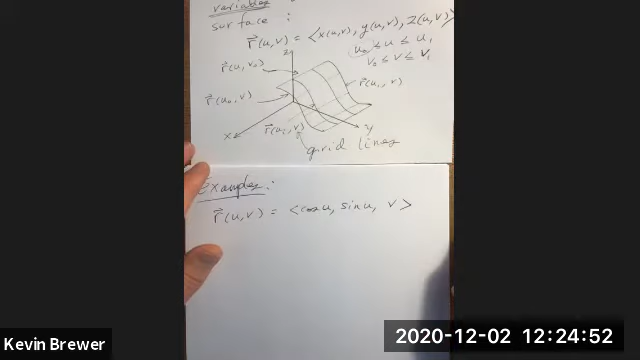 variables
surface :
r⃗(u,v) = <x(u,v), y(u,v), z(u,v)>
u₀ ≤ u ≤ u₁
v₀ ≤ v ≤ v₁
z
r⃗(u,v₀)
r⃗(u₁,v)
r⃗(u₀,v)
x
y
grid lines
Examples:
r⃗(u,v) = <cos u, sin u, v>
Kevin Brewer
2020-12-02 12:24:52